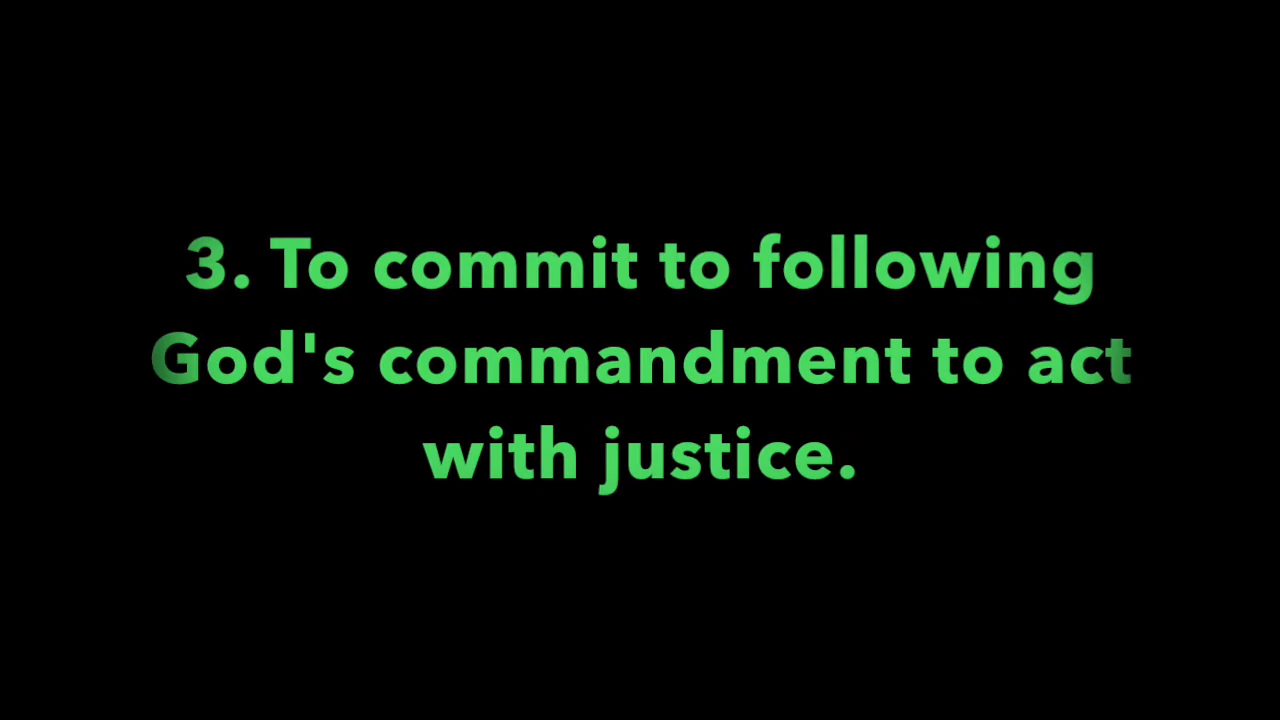 3. To commit to following
God's commandment to act
with justice.